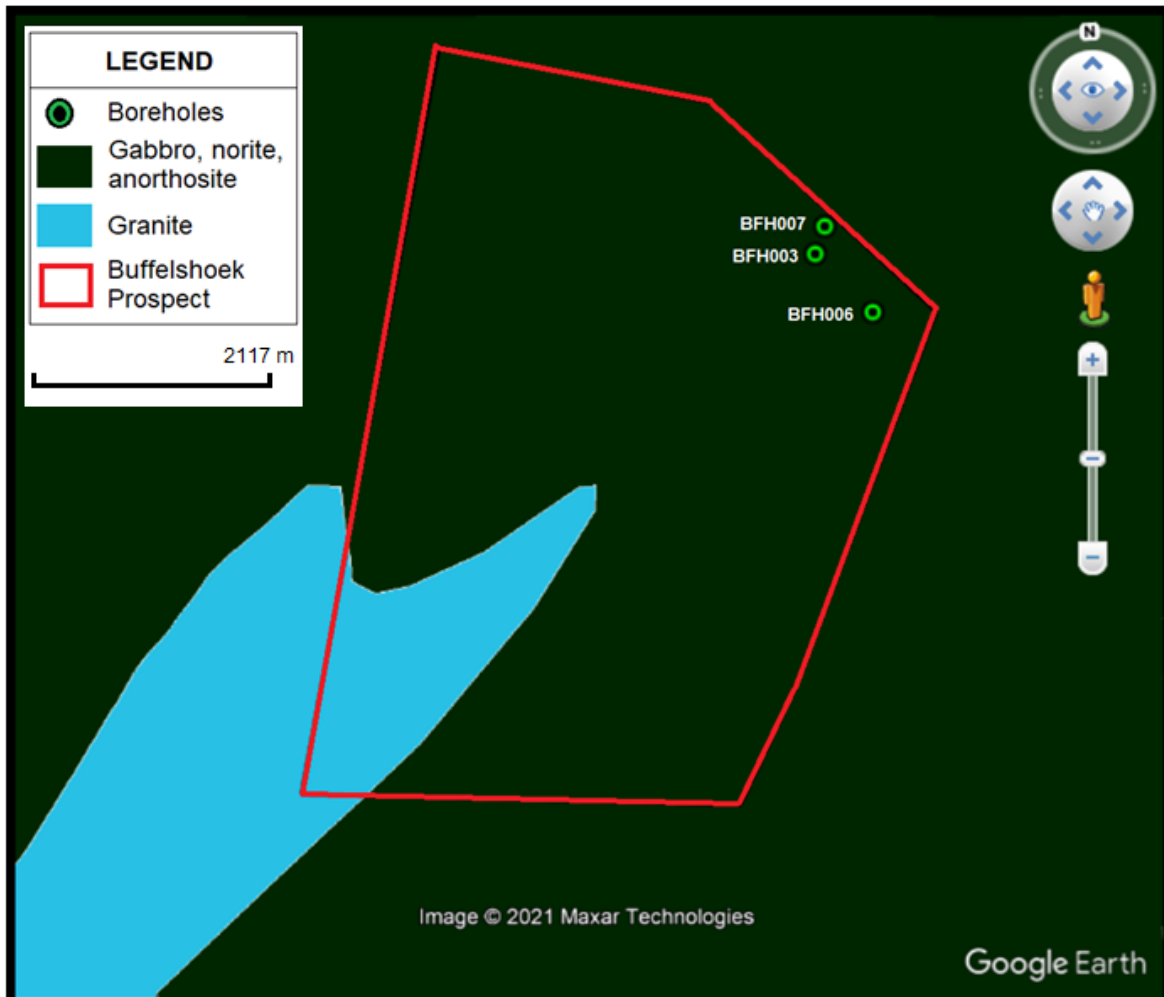 LEGEND
Boreholes
Gabbro, norite,
anorthosite
Granite
Buffelshoek
Prospect
2117 m
N
BFH007
BFH003
BFH006
Image © 2021 Maxar Technologies
Google Earth